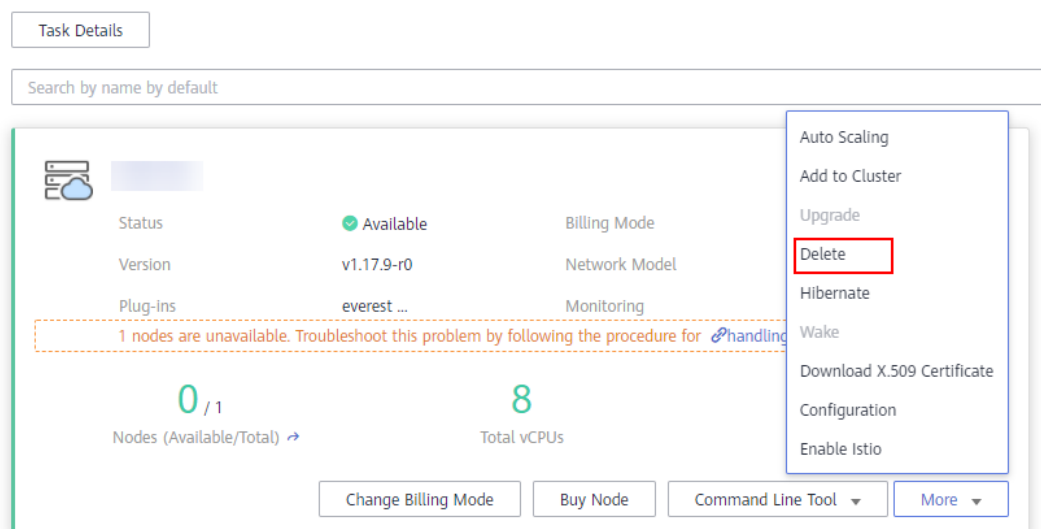 Task Details
Search by name by default
Status
Available
Billing Mode
Version
v1.17.9-r0
Network Model
Plug-ins
everest ...
Monitoring
1 nodes are unavailable. Troubleshoot this problem by following the procedure for handling
0 / 1
8
Nodes (Available/Total)
Total vCPUs
Auto Scaling
Add to Cluster
Upgrade
Delete
Hibernate
Wake
Download X.509 Certificate
Configuration
Enable Istio
Change Billing Mode
Buy Node
Command Line Tool
More